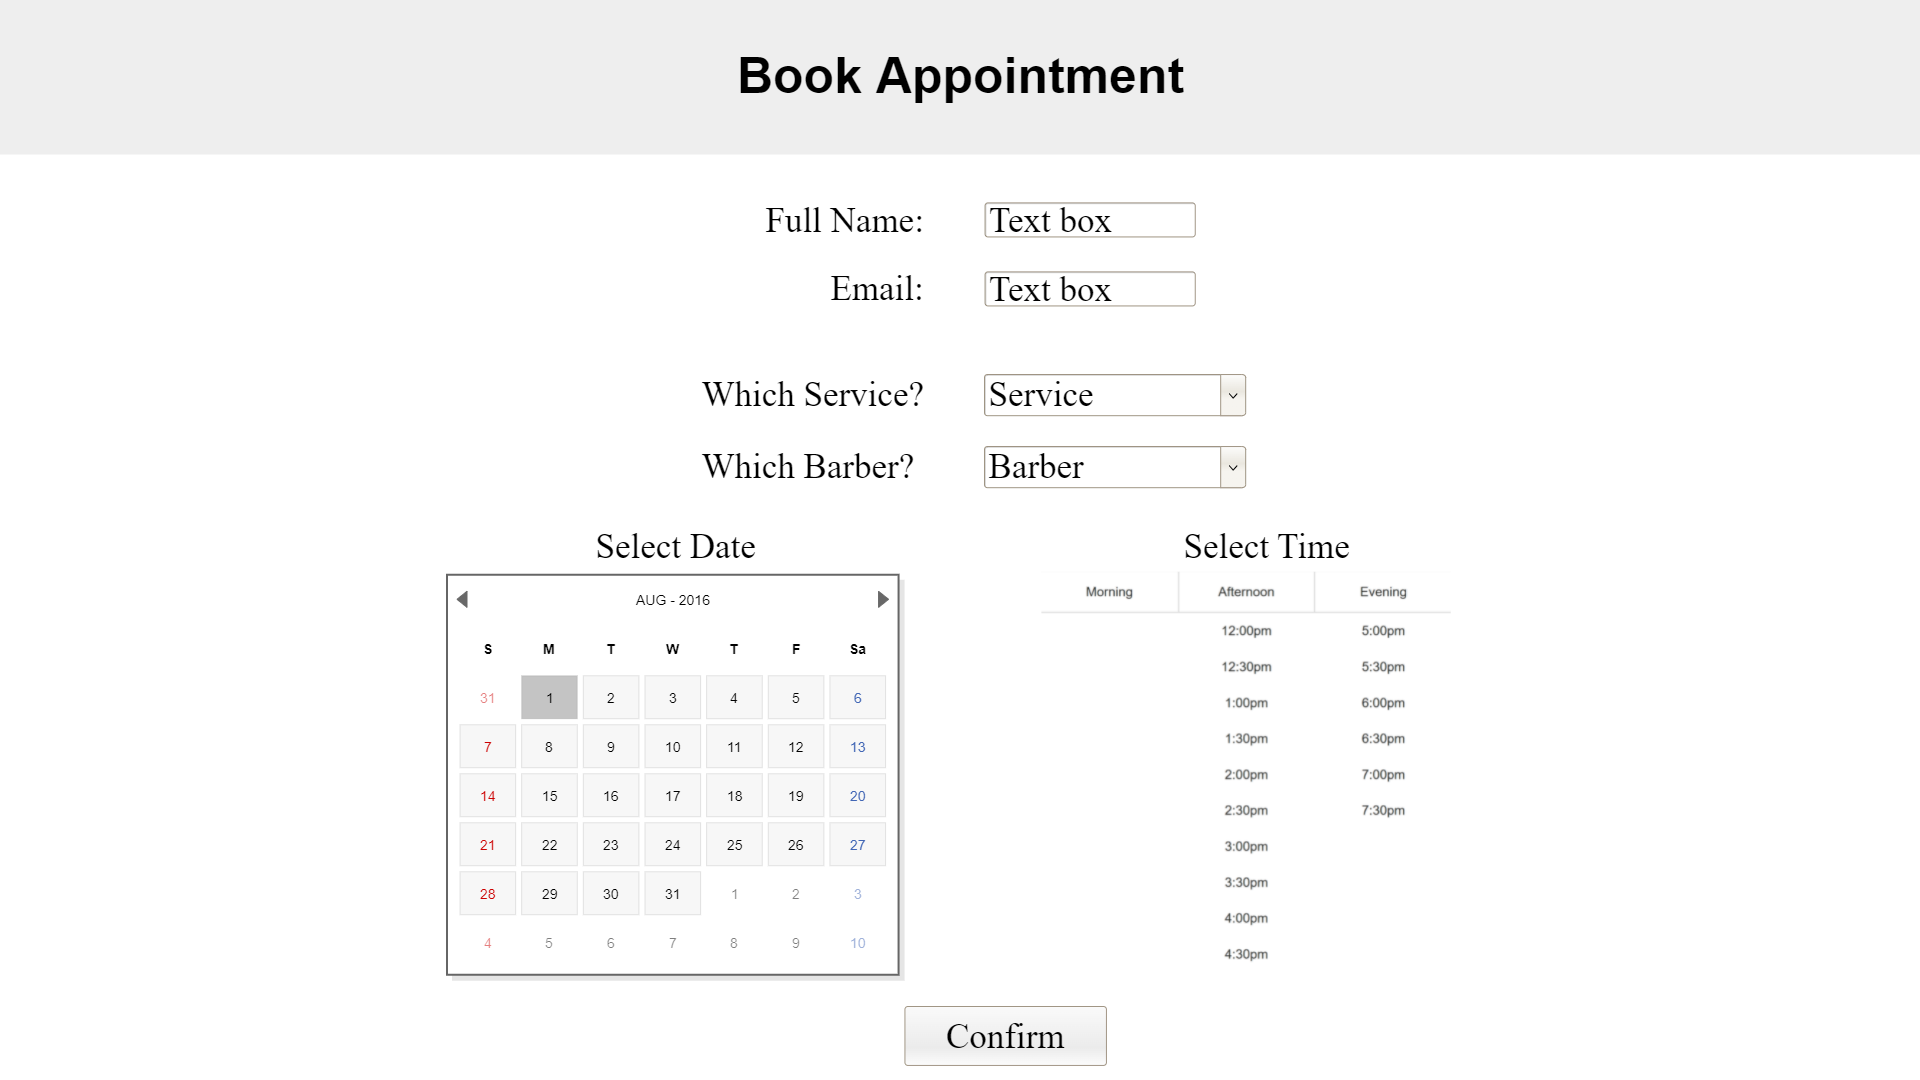 Book Appointment
Full Name: Text box
Email: Text box
Which Service? Service
Which Barber? Barber
Select Date
AUG - 2016
S M T W T F Sa
31 1 2 3 4 5 6
7 8 9 10 11 12 13
14 15 16 17 18 19 20
21 22 23 24 25 26 27
28 29 30 31 1 2 3
4 5 6 7 8 9 10
Select Time
Morning Afternoon Evening
12:00pm 5:00pm
12:30pm 5:30pm
1:00pm 6:00pm
1:30pm 6:30pm
2:00pm 7:00pm
2:30pm 7:30pm
3:00pm
3:30pm
4:00pm
4:30pm
Confirm